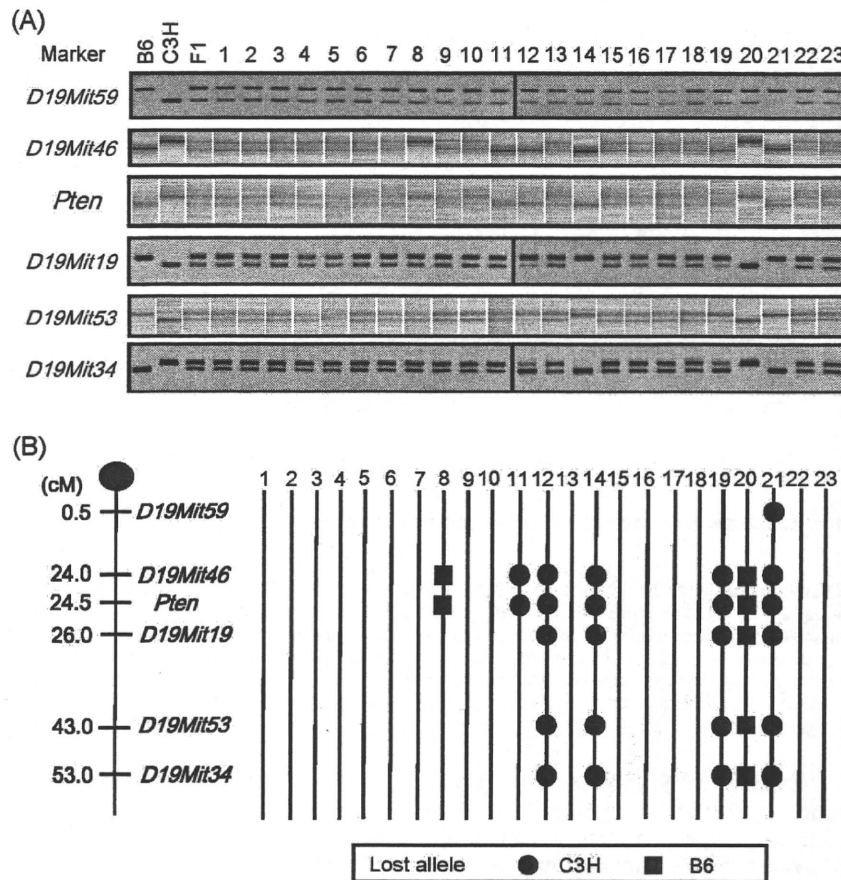 (A)
Marker B6 C3H F1 1 2 3 4 5 6 7 8 9 10 11 12 13 14 15 16 17 18 19 20 21 22 23
D19Mit59
D19Mit46
Pten
D19Mit19
D19Mit53
D19Mit34
(B)
(cM) 1 2 3 4 5 6 7 8 9 10 11 12 13 14 15 16 17 18 19 20 21 22 23
0.5 D19Mit59
24.0 D19Mit46
24.5 Pten
26.0 D19Mit19
43.0 D19Mit53
53.0 D19Mit34
Lost allele C3H B6